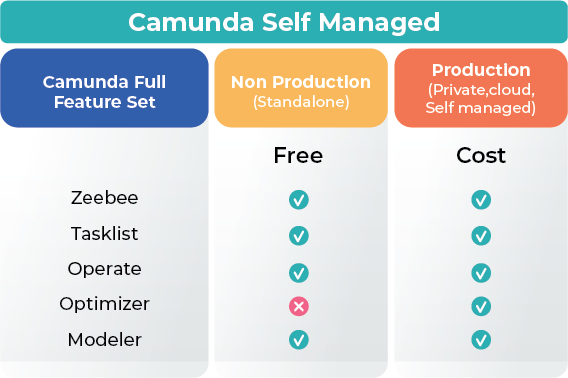 Camunda Self Managed
Camunda Full
Feature Set
Non Production
(Standalone)
Production
(Private,cloud,
Self managed)
Free
Cost
Zeebee
Tasklist
Operate
Optimizer
Modeler